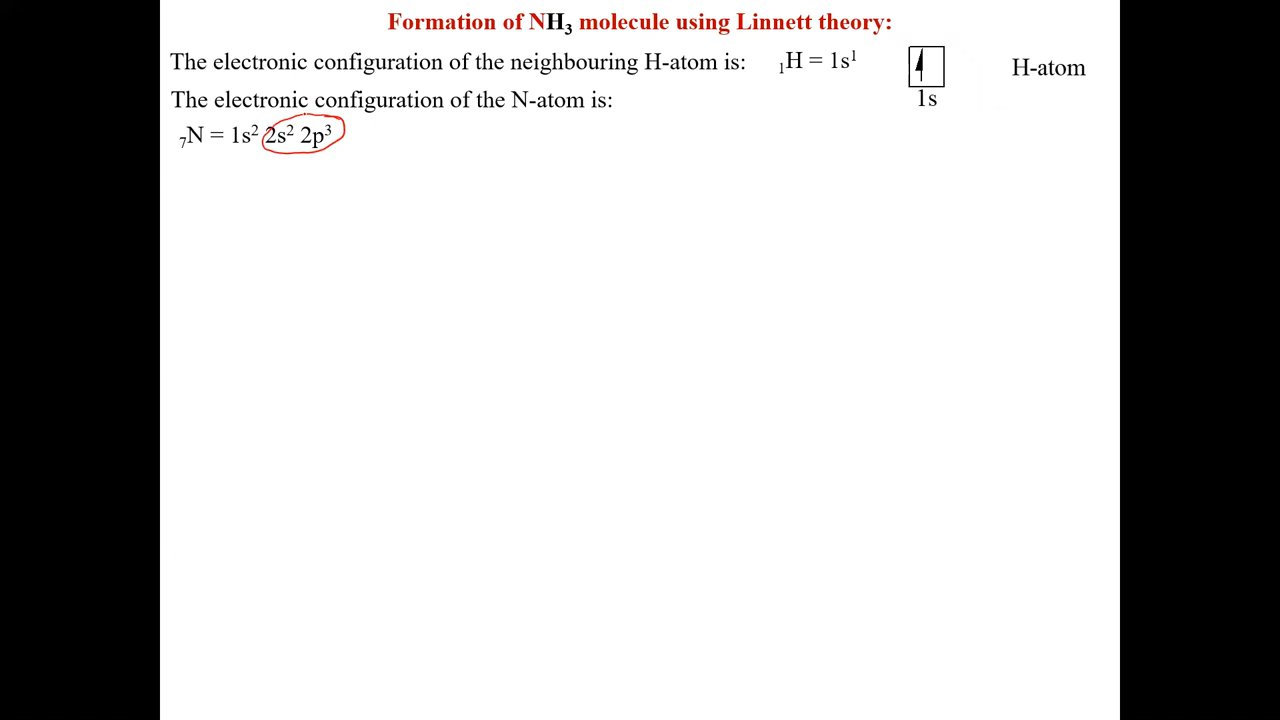 Formation of NH₃ molecule using Linnett theory:
The electronic configuration of the neighbouring H-atom is: ₁H = 1s¹ H-atom
1s
The electronic configuration of the N-atom is:
₇N = 1s² 2s² 2p³